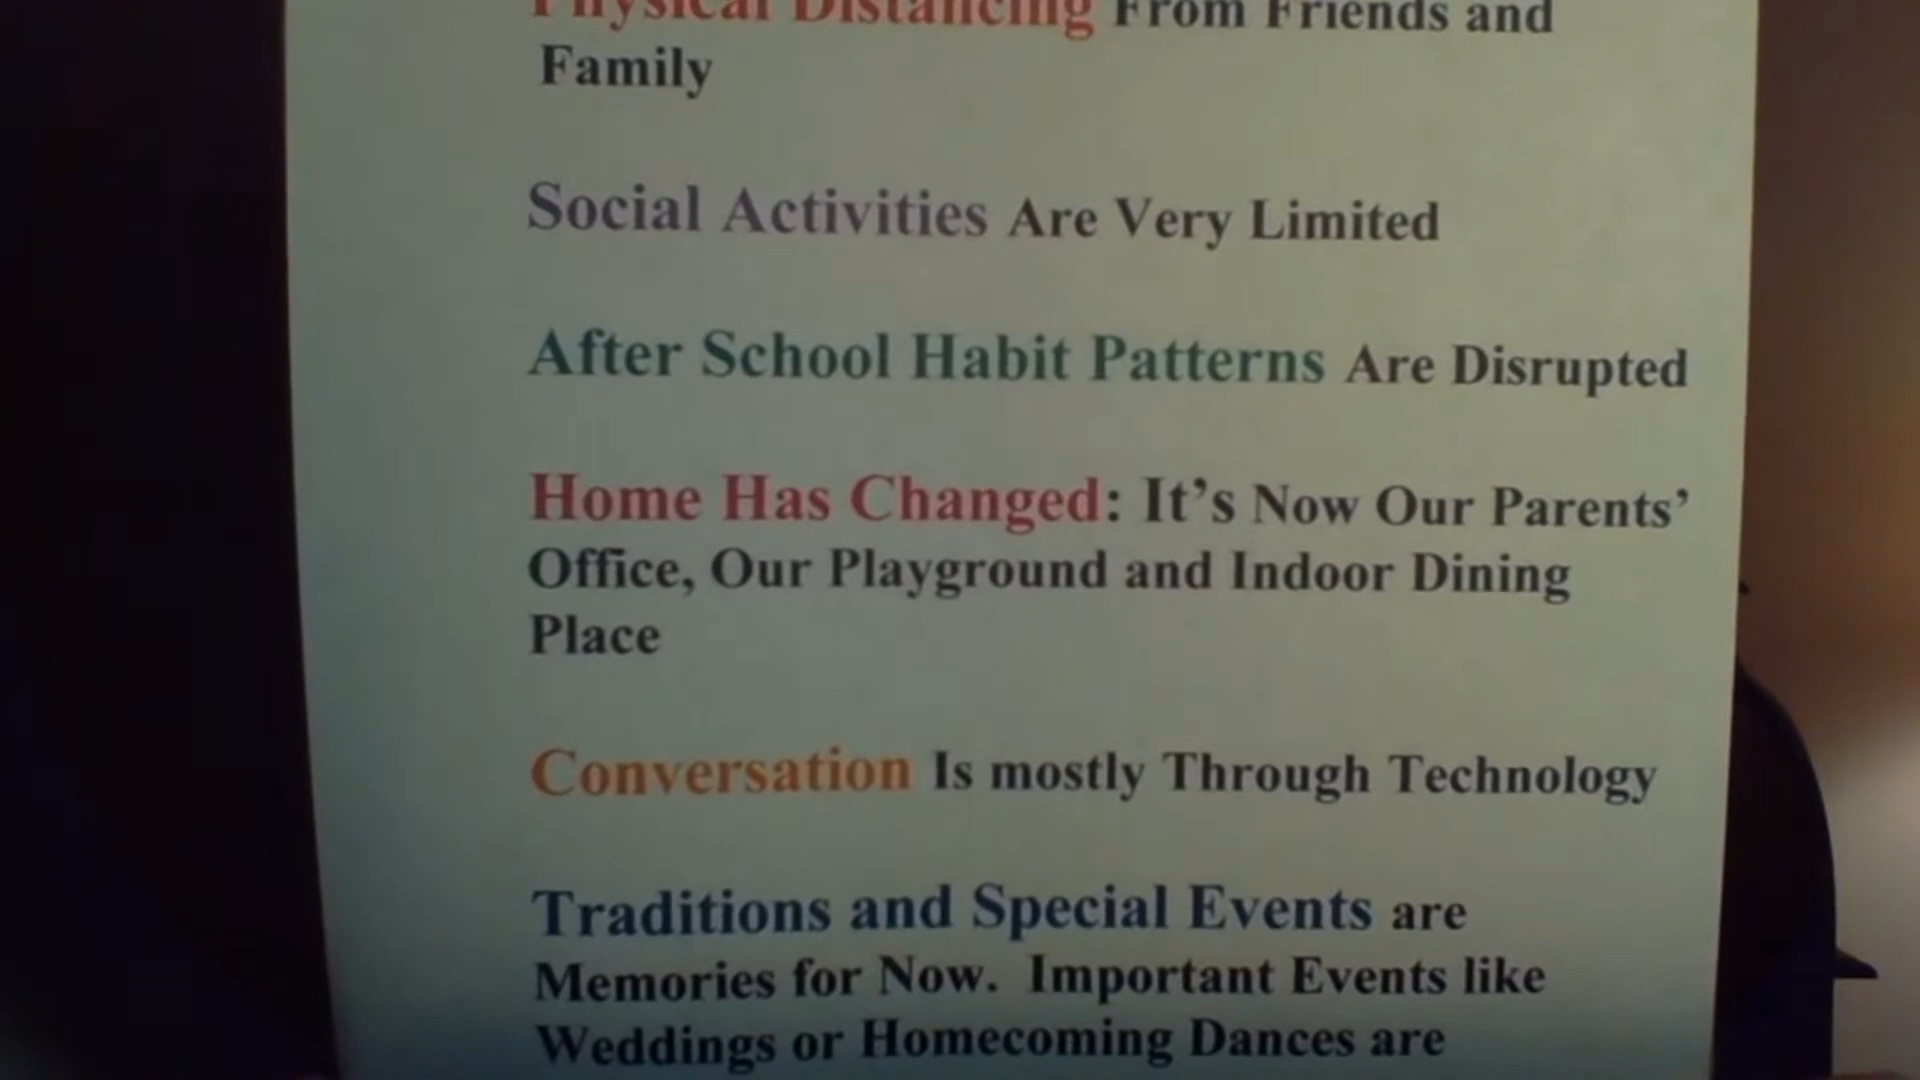 Physical Distancing From Friends and
Family
Social Activities Are Very Limited
After School Habit Patterns Are Disrupted
Home Has Changed: It’s Now Our Parents’
Office, Our Playground and Indoor Dining
Place
Conversation Is mostly Through Technology
Traditions and Special Events are
Memories for Now. Important Events like
Weddings or Homecoming Dances are